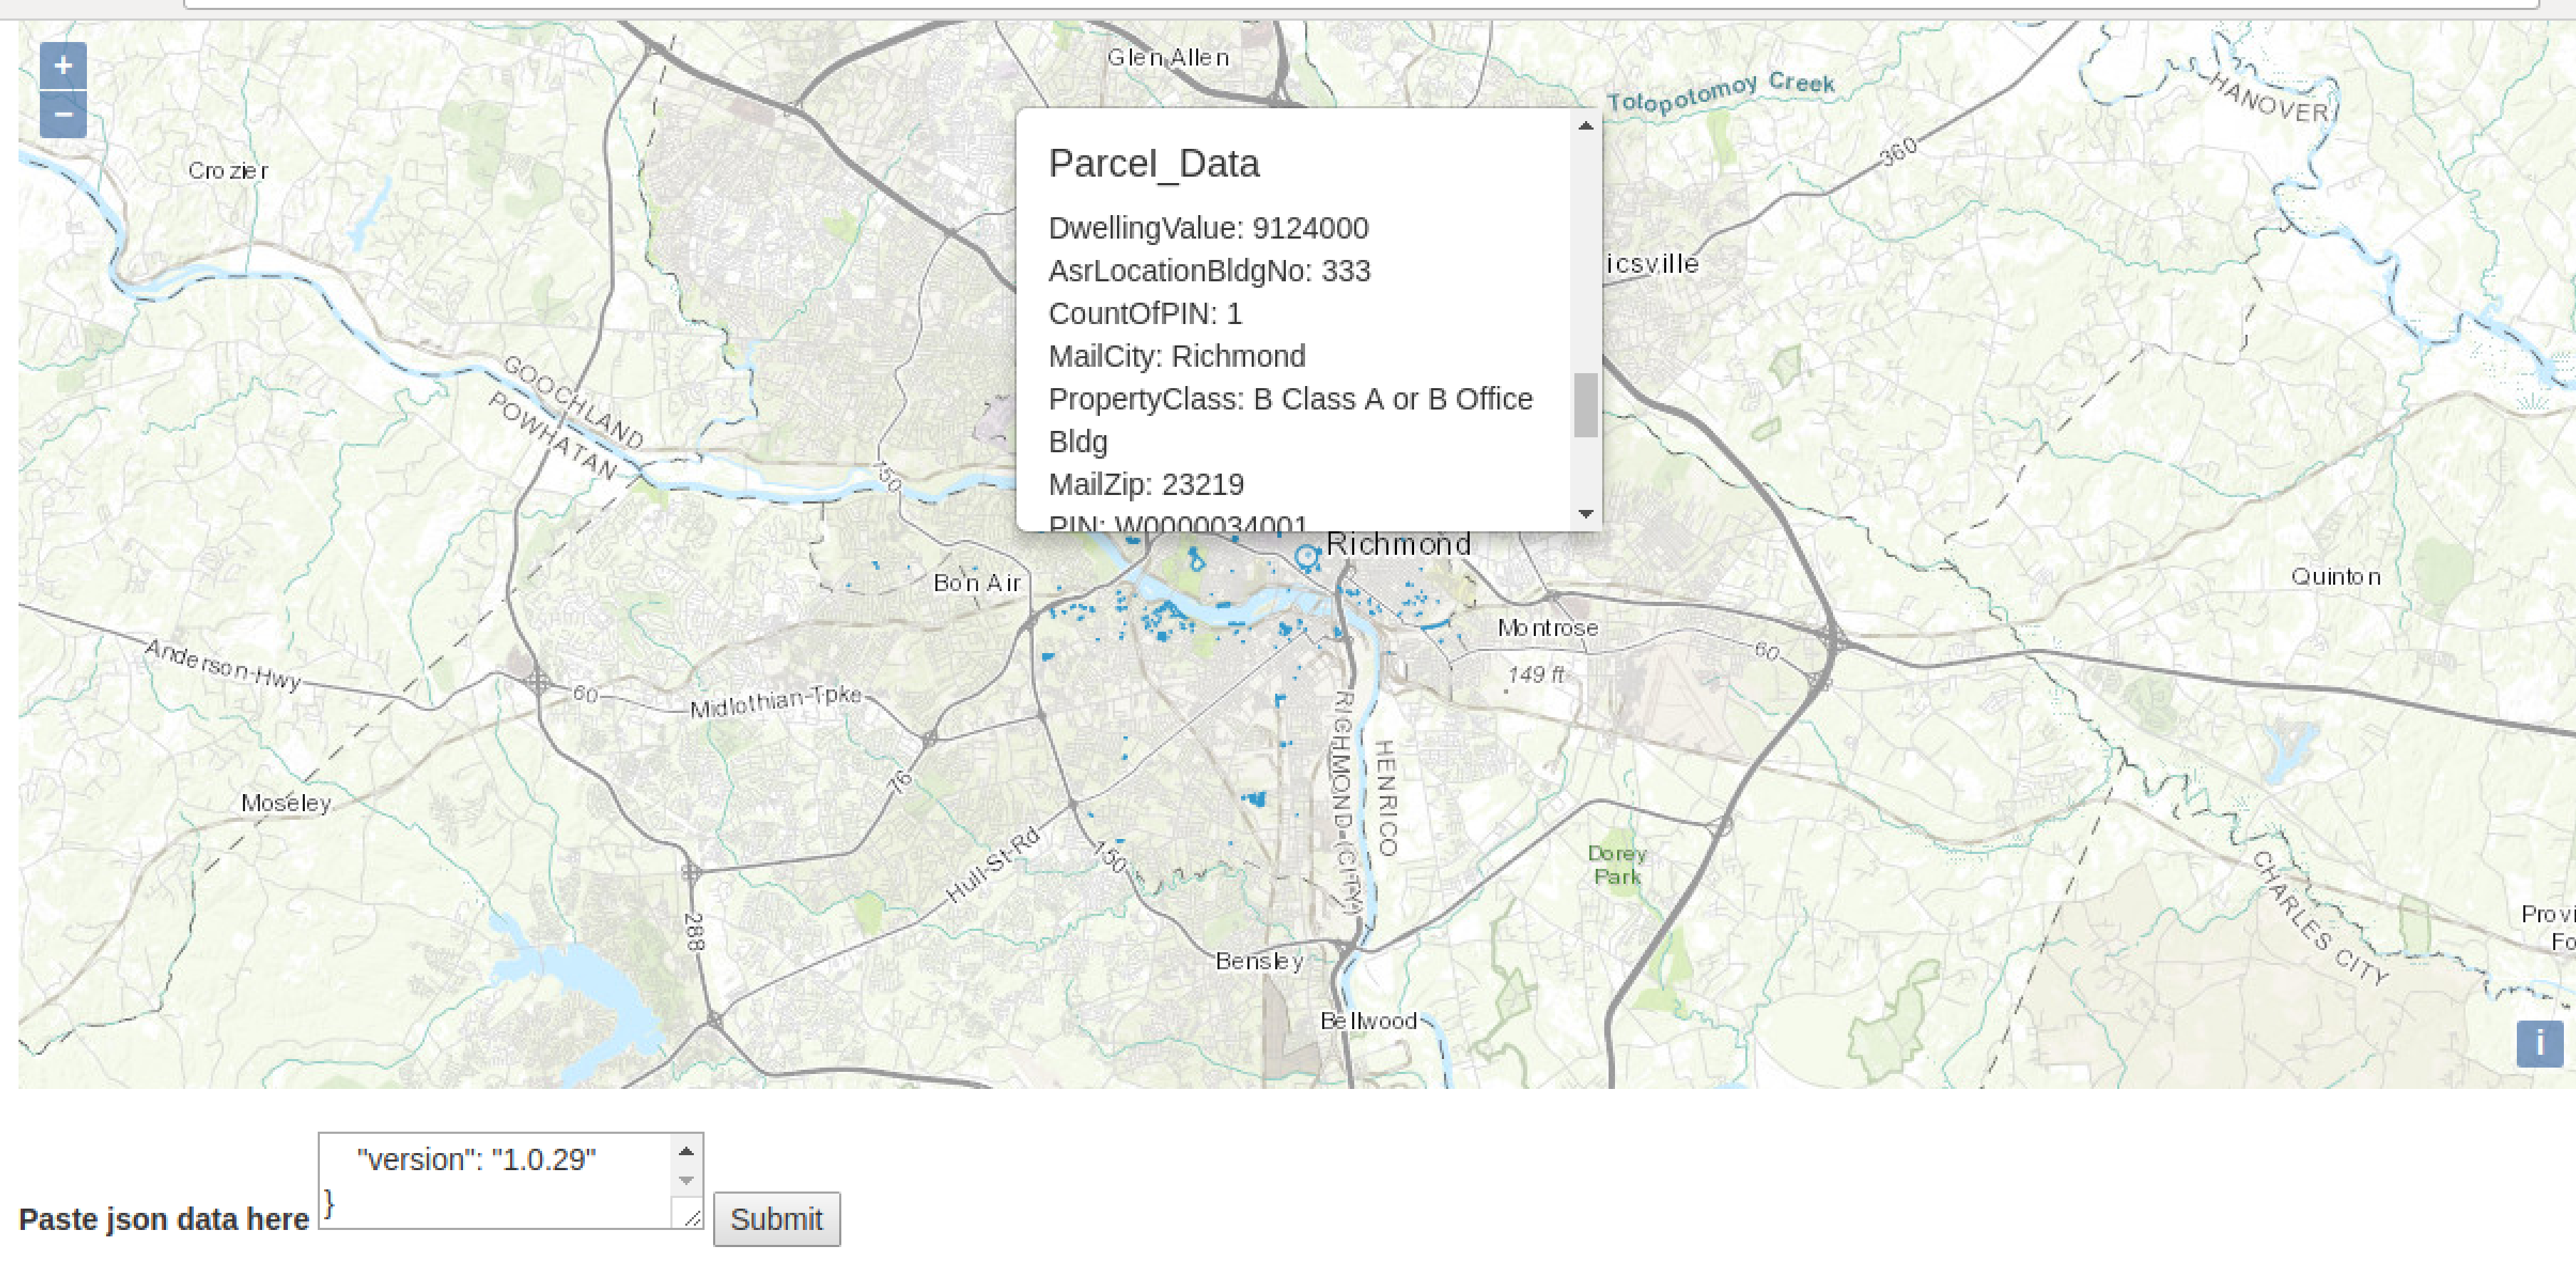 +
−
Glen Allen
Tolopotomoy Creek
HANOVER
Crozier
360
Parcel_Data
DwellingValue: 9124000
AsrLocationBldgNo: 333
CountOfPIN: 1
MailCity: Richmond
PropertyClass: B Class A or B Office
Bldg
MailZip: 23219
PIN: W0000034001
icsville
GOOCHLAND
POWHATAN
150
Richmond
Bon Air
Quinton
Montrose
60
149 ft
Anderson-Hwy
60
Midlothian-Tpke
RICHMOND-(CITY)
HENRICO
76
Moseley
Hull-St-Rd
150
Dorey
Park
CHARLES CITY
288
Provi
Fo
Bensley
Bellwood
i
"version": "1.0.29"
}
Paste json data here
Submit